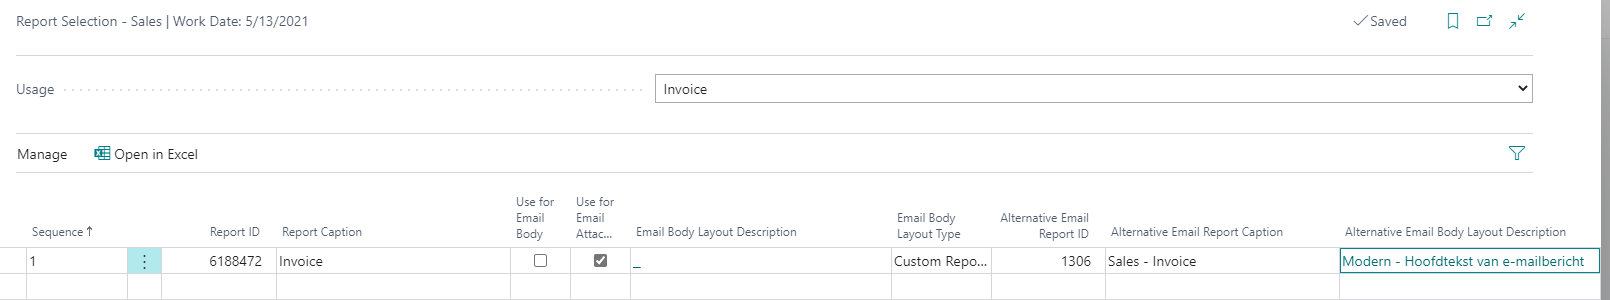 Report Selection - Sales | Work Date: 5/13/2021
Saved
Usage
Invoice
Manage
Open in Excel
Sequence↑
Report ID
Report Caption
Use for
Email
Body
Use for
Email
Attac...
Email Body Layout Description
Email Body
Layout Type
Alternative Email
Report ID
Alternative Email Report Caption
Alternative Email Body Layout Description
1
6188472
Invoice
_
Custom Repo...
1306
Sales - Invoice
Modern - Hoofdtekst van e-mailbericht